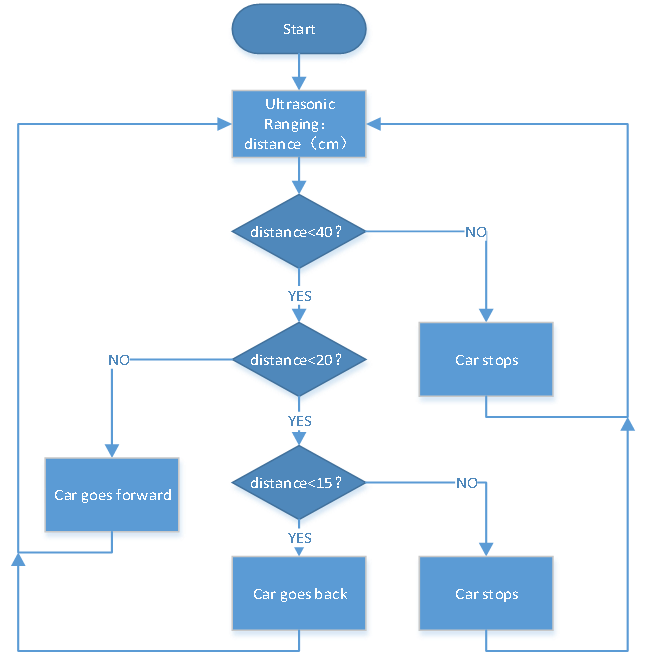 Start
Ultrasonic
Ranging：
distance（cm）
distance<40？
NO
YES
distance<20？
Car stops
NO
YES
distance<15？
NO
Car goes forward
YES
Car goes back
Car stops